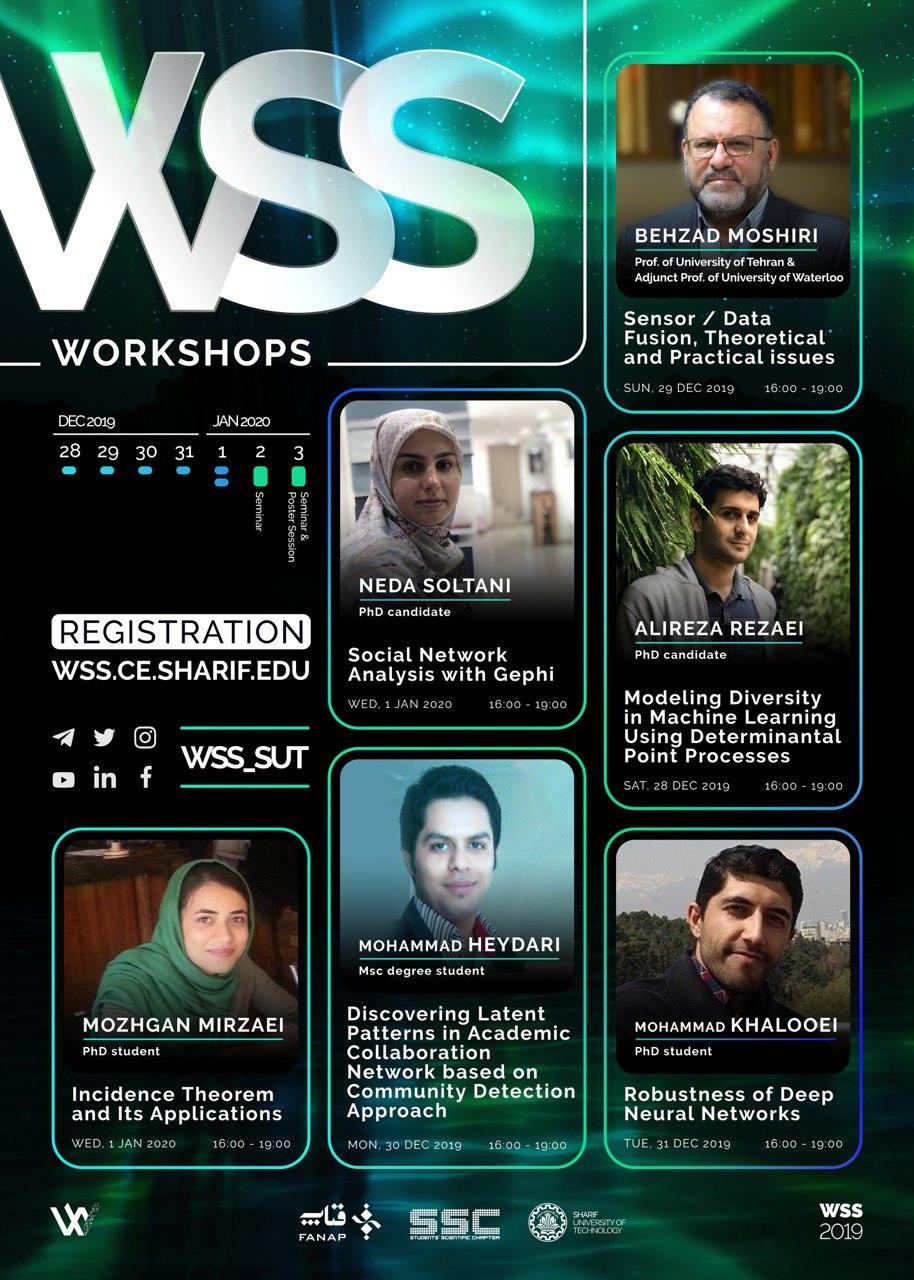 WSS
WORKSHOPS
DEC 2019
JAN 2020
28 29 30 31 1 2 3
Seminar
Seminar &
Poster Session
REGISTRATION
WSS.CE.SHARIF.EDU
WSS_SUT
BEHZAD MOSHIRI
Prof. of University of Tehran &
Adjunct Prof. of University of Waterloo
Sensor / Data
Fusion, Theoretical
and Practical issues
SUN, 29 DEC 2019 16:00 - 19:00
NEDA SOLTANI
PhD candidate
Social Network
Analysis with Gephi
WED, 1 JAN 2020 16:00 - 19:00
ALIREZA REZAEI
PhD candidate
Modeling Diversity
in Machine Learning
Using Determinantal
Point Processes
SAT, 28 DEC 2019 16:00 - 19:00
MOZHGAN MIRZAEI
PhD student
Incidence Theorem
and Its Applications
WED, 1 JAN 2020 16:00 - 19:00
MOHAMMAD HEYDARI
Msc degree student
Discovering Latent
Patterns in Academic
Collaboration
Network based on
Community Detection
Approach
MON, 30 DEC 2019 16:00 - 19:00
MOHAMMAD KHALOOEI
PhD student
Robustness of Deep
Neural Networks
TUE, 31 DEC 2019 16:00 - 19:00
فناپ
FANAP
SSC
STUDENTS' SCIENTIFIC CHAPTER
SHARIF
UNIVERSITY OF
TECHNOLOGY
WSS
2019